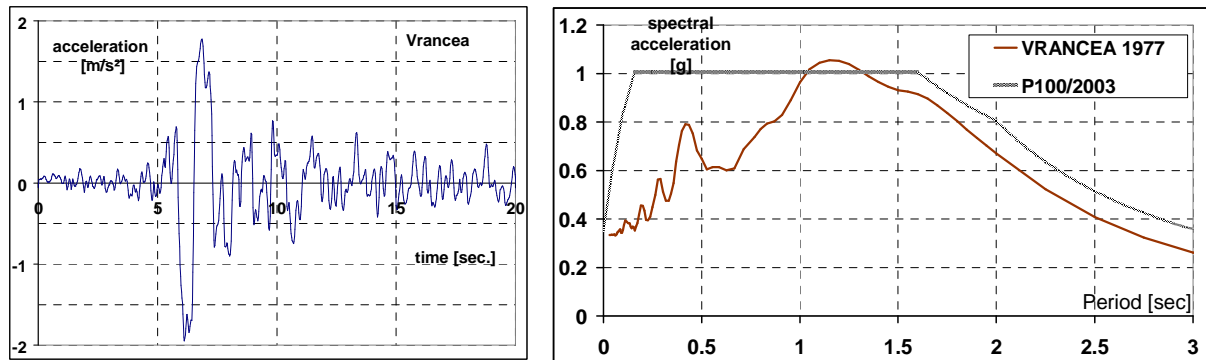 2
1
0
-1
-2
acceleration
[m/s²]
Vrancea
0 5 10 15 20
time [sec.]
1.2
1
0.8
0.6
0.4
0.2
0
spectral
acceleration
[g]
VRANCEA 1977
P100/2003
Period [sec]
0 0.5 1 1.5 2 2.5 3